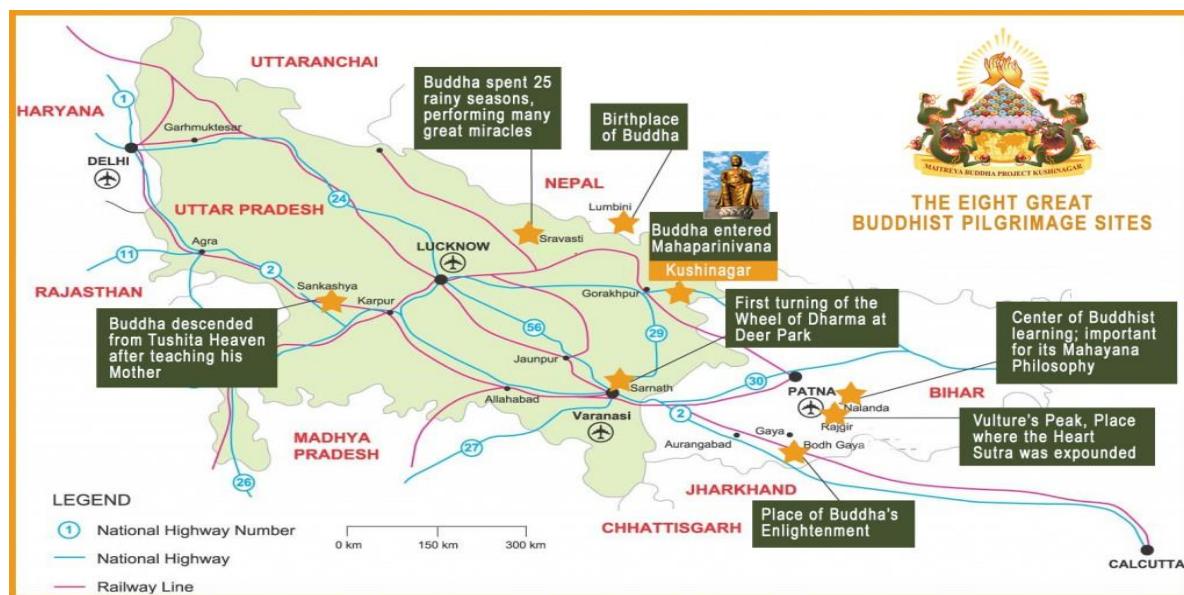 UTTARANCHAI
HARYANA
1
Garhmuktesar
DELHI
Buddha spent 25
rainy seasons,
performing many
great miracles
Birthplace
of Buddha
MAITREYA BUDDHA PROJECT KUSHINAGAR
THE EIGHT GREAT
BUDDHIST PILGRIMAGE SITES
NEPAL
UTTAR PRADESH
24
Lumbini
Sravasti
Buddha entered
Mahaparinivana
Kushinagar
Agra
11
2
LUCKNOW
RAJASTHAN
Sankashya
Karpur
Gorakhpur
Buddha descended
from Tushita Heaven
after teaching his
Mother
56
29
First turning of the
Wheel of Dharma at
Deer Park
Center of Buddhist
learning; important
for its Mahayana
Philosophy
Jaunpur
Sarnath
30
PATNA
BIHAR
Allahabad
Varanasi
2
Nalanda
Rajgir
Vulture's Peak, Place
where the Heart
Sutra was expounded
MADHYA
PRADESH
27
Aurangabad
Gaya
Bodh Gaya
26
JHARKHAND
CHHATTISGARH
Place of Buddha's
Enlightenment
CALCUTTA
LEGEND
1 National Highway Number
National Highway
Railway Line
0 km 150 km 300 km